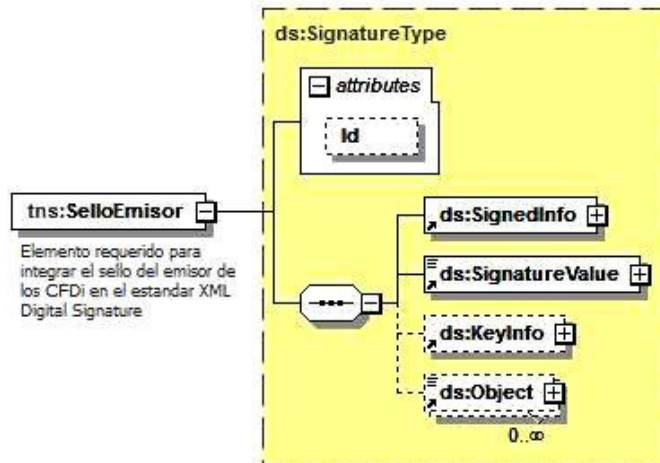 ds:SignatureType
attributes
Id
tns:SelloEmisor
Elemento requerido para
integrar el sello del emisor de
los CFDi en el estandar XML
Digital Signature
ds:SignedInfo
ds:SignatureValue
ds:KeyInfo
ds:Object
0..∞